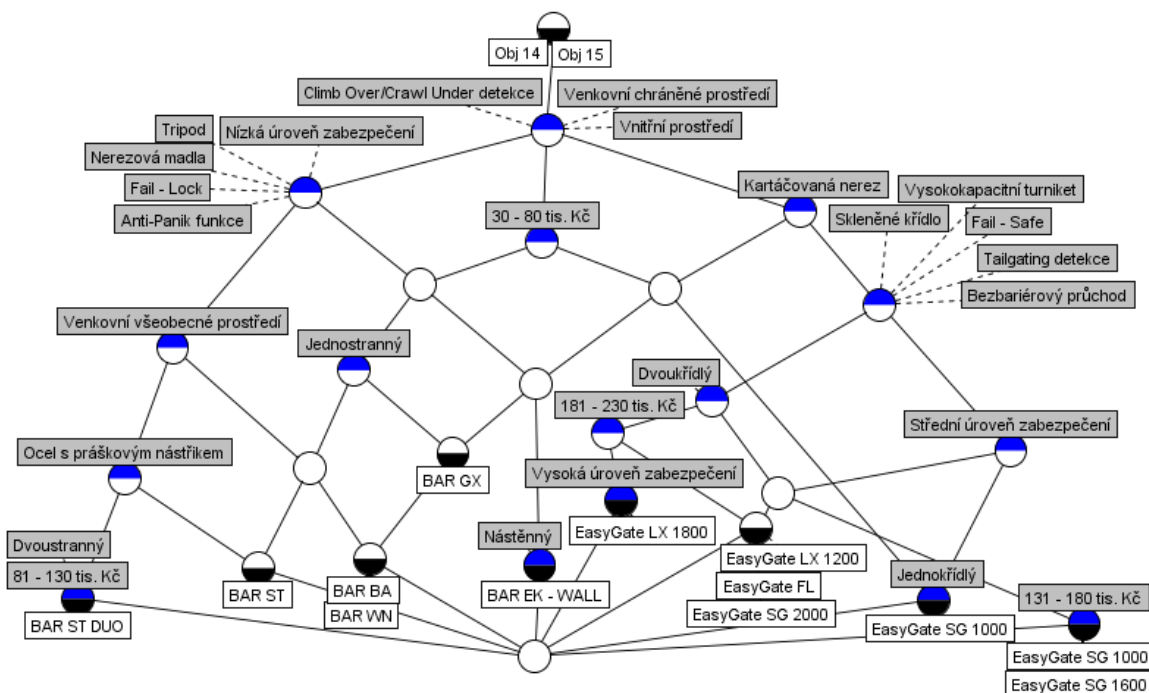 Obj 14
Obj 15
Climb Over/Crawl Under detekce
Venkovní chráněné prostředí
Vnitřní prostředí
Tripod
Nízká úroveň zabezpečení
Nerezová madla
Fail - Lock
Anti-Panik funkce
Kartáčovaná nerez
Vysokokapacitní turniket
Skleněné křídlo
Fail - Safe
Tailgating detekce
Bezbariérový průchod
30 - 80 tis. Kč
Venkovní všeobecné prostředí
Jednostranný
Dvoukřídlý
181 - 230 tis. Kč
Střední úroveň zabezpečení
Ocel s práškovým nástřikem
BAR GX
Vysoká úroveň zabezpečení
EasyGate LX 1800
Nástěnný
BAR EK - WALL
EasyGate LX 1200
EasyGate FL
EasyGate SG 2000
Dvoustranný
81 - 130 tis. Kč
BAR ST DUO
BAR ST
BAR BA
BAR WN
Jednokřídlý
EasyGate SG 1000
131 - 180 tis. Kč
EasyGate SG 1000
EasyGate SG 1600